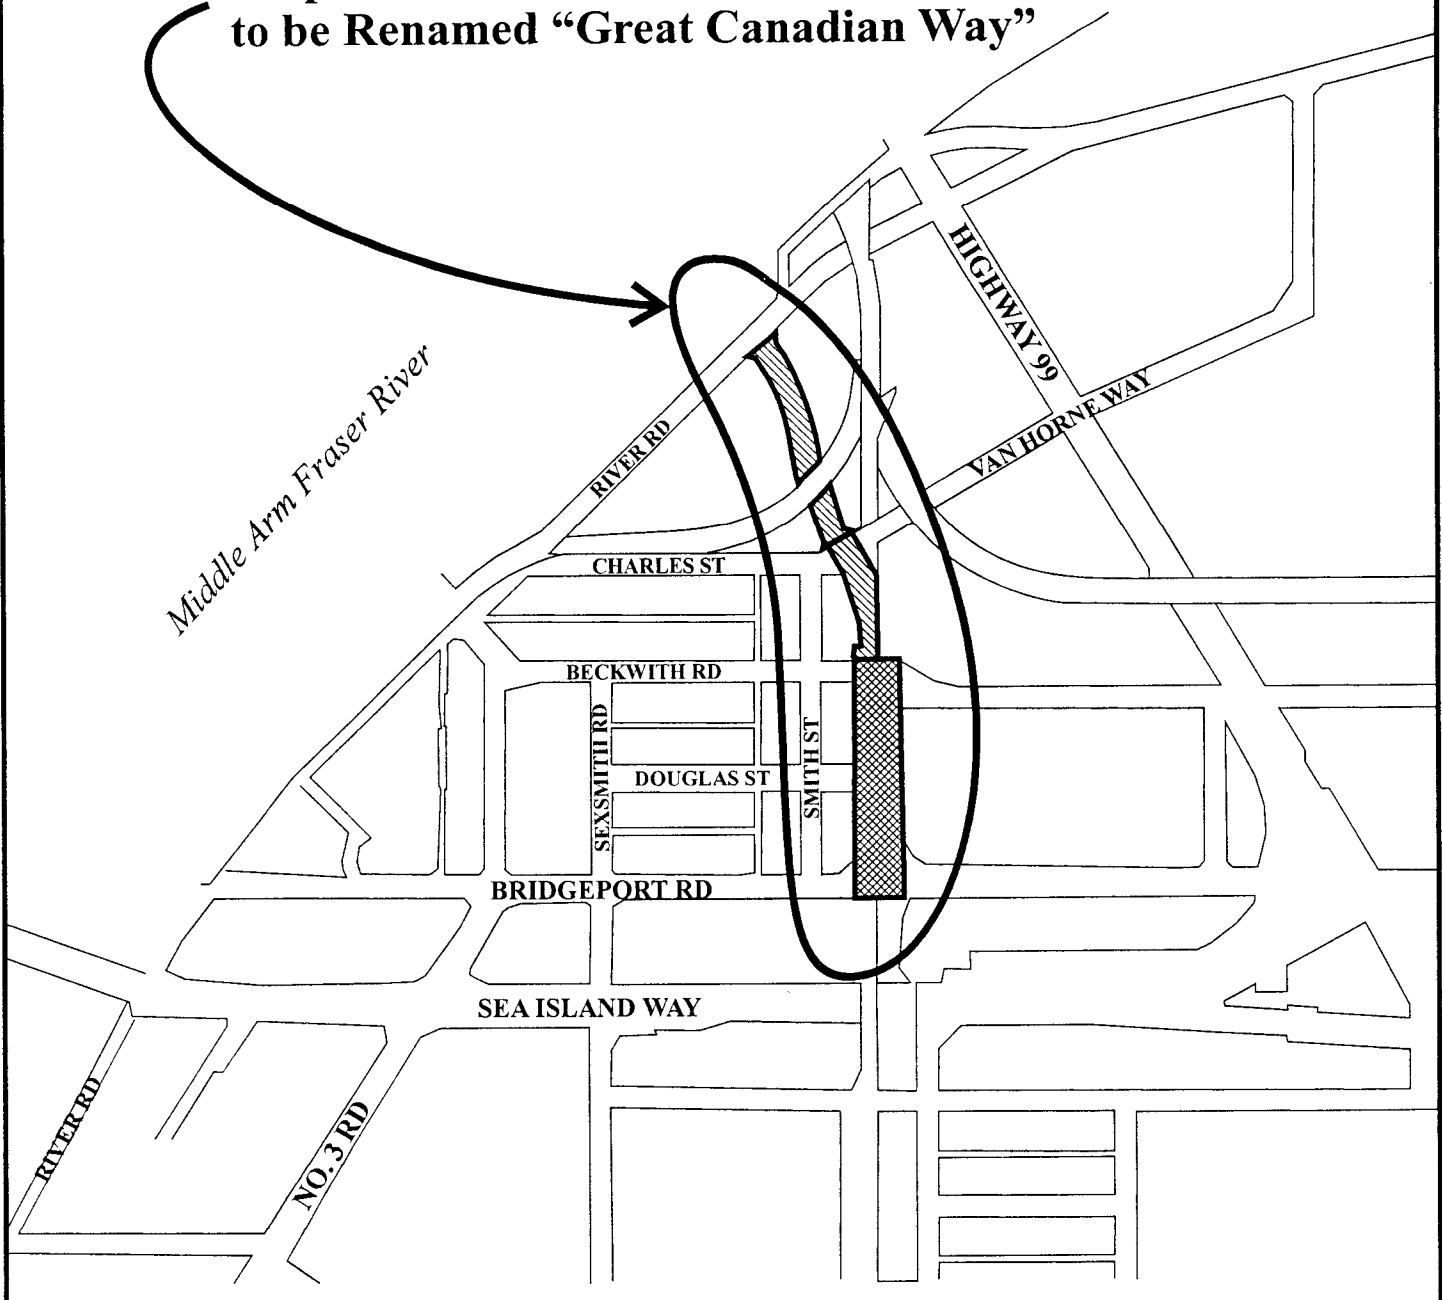 to be Renamed “Great Canadian Way”
HIGHWAY 99
Middle Arm Fraser River
VAN HORNE WAY
RIVER RD
CHARLES ST
BECKWITH RD
SEXSMITH RD
SMITH ST
DOUGLAS ST
BRIDGEPORT RD
SEA ISLAND WAY
RIVER RD
NO. 3 RD